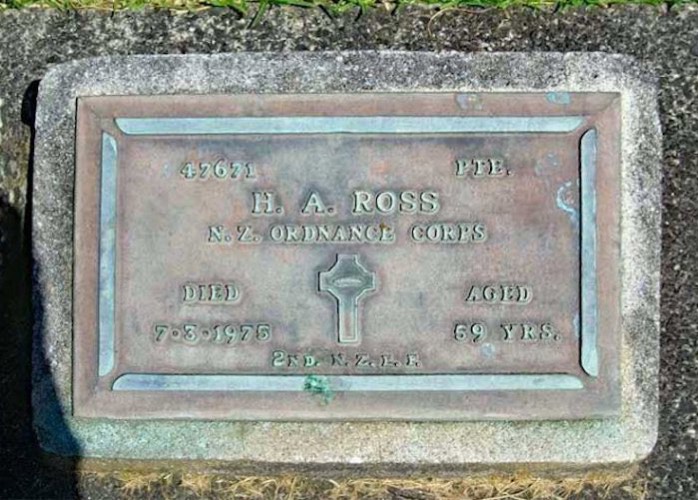 47671 PTE.
H. A. ROSS
N.Z. ORDNANCE CORPS
DIED AGED
7-3-1975 59 YRS.
2ND. N.Z.E.F.